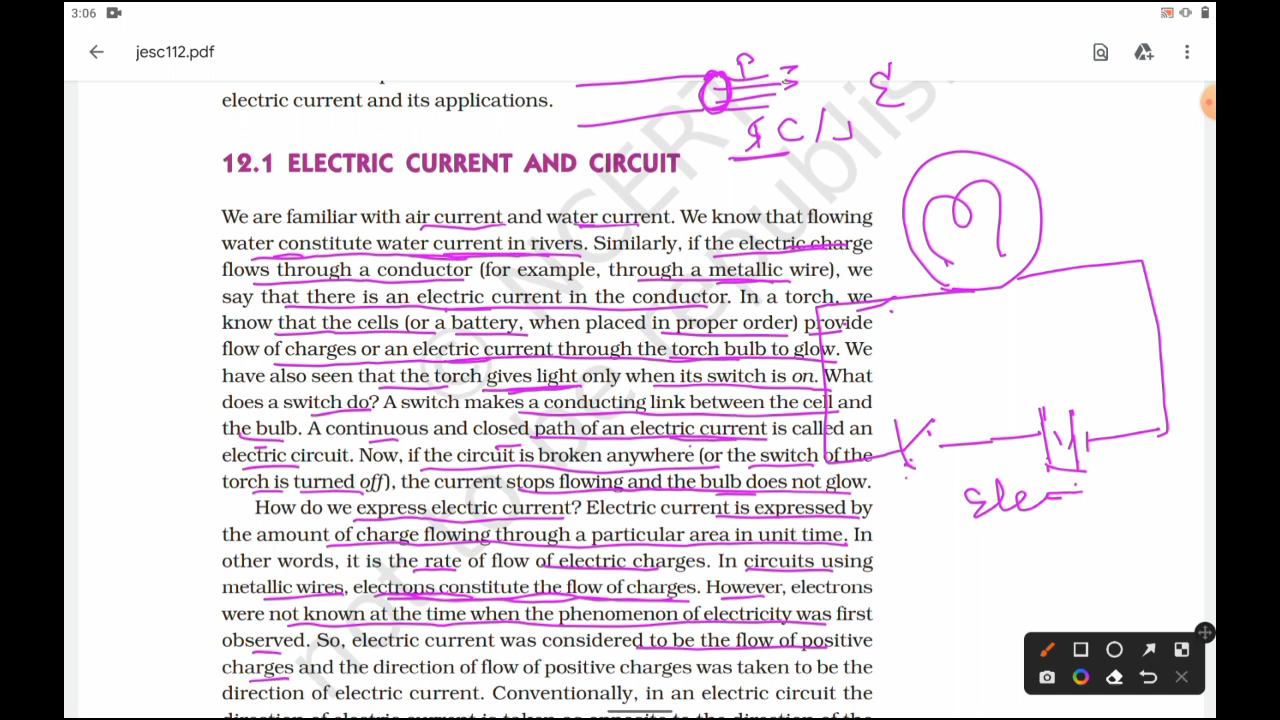 3:06
jesc112.pdf
electric current and its applications.
12.1 ELECTRIC CURRENT AND CIRCUIT
We are familiar with air current and water current. We know that flowing
water constitute water current in rivers. Similarly, if the electric charge
flows through a conductor (for example, through a metallic wire), we
say that there is an electric current in the conductor. In a torch, we
know that the cells (or a battery, when placed in proper order) provide
flow of charges or an electric current through the torch bulb to glow. We
have also seen that the torch gives light only when its switch is on. What
does a switch do? A switch makes a conducting link between the cell and
the bulb. A continuous and closed path of an electric current is called an
electric circuit. Now, if the circuit is broken anywhere (or the switch of the
torch is turned off), the current stops flowing and the bulb does not glow.
How do we express electric current? Electric current is expressed by
the amount of charge flowing through a particular area in unit time. In
other words, it is the rate of flow of electric charges. In circuits using
metallic wires, electrons constitute the flow of charges. However, electrons
were not known at the time when the phenomenon of electricity was first
observed. So, electric current was considered to be the flow of positive
charges and the direction of flow of positive charges was taken to be the
direction of electric current. Conventionally, in an electric circuit the
© NCERT
not to be republis